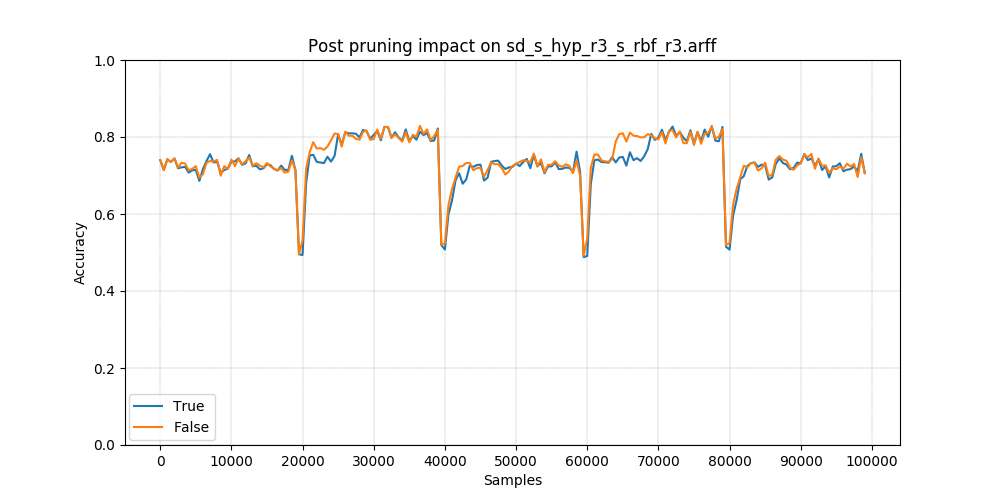 Post pruning impact on sd_s_hyp_r3_s_rbf_r3.arff
1.0
0.8
0.6
0.4
0.2
0.0
Accuracy
True
False
0 10000 20000 30000 40000 50000 60000 70000 80000 90000 100000
Samples